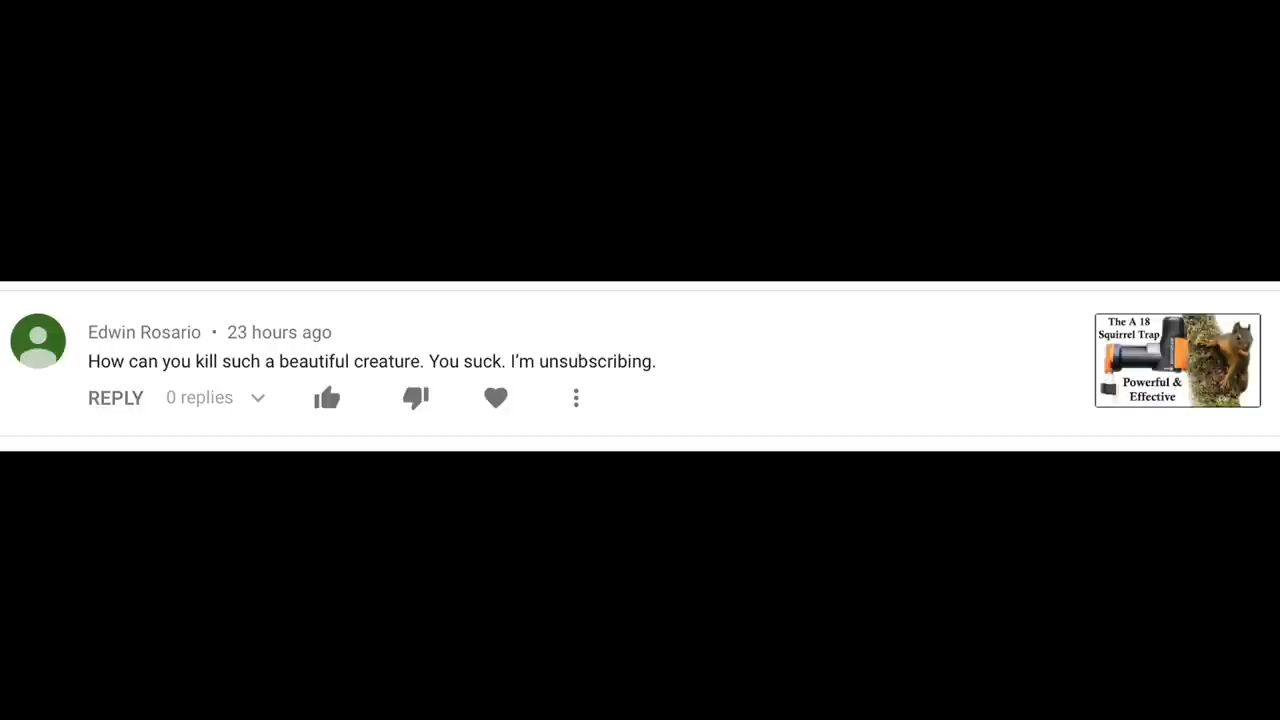 Edwin Rosario • 23 hours ago
How can you kill such a beautiful creature. You suck. I’m unsubscribing.
REPLY 0 replies
The A 18
Squirrel Trap
Powerful &
Effective